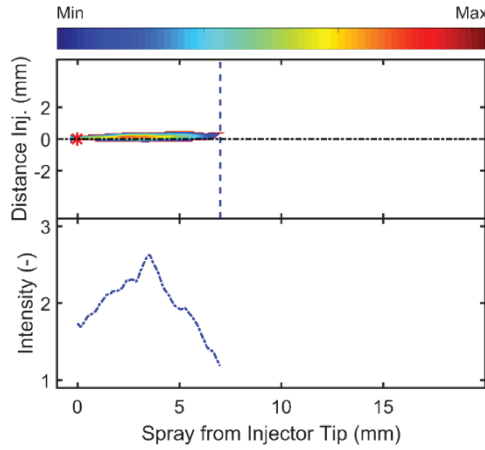 Min Max
Distance Inj. (mm)
2
0
-2
Intensity (-)
3
2
1
0 5 10 15 20
Spray from Injector Tip (mm)